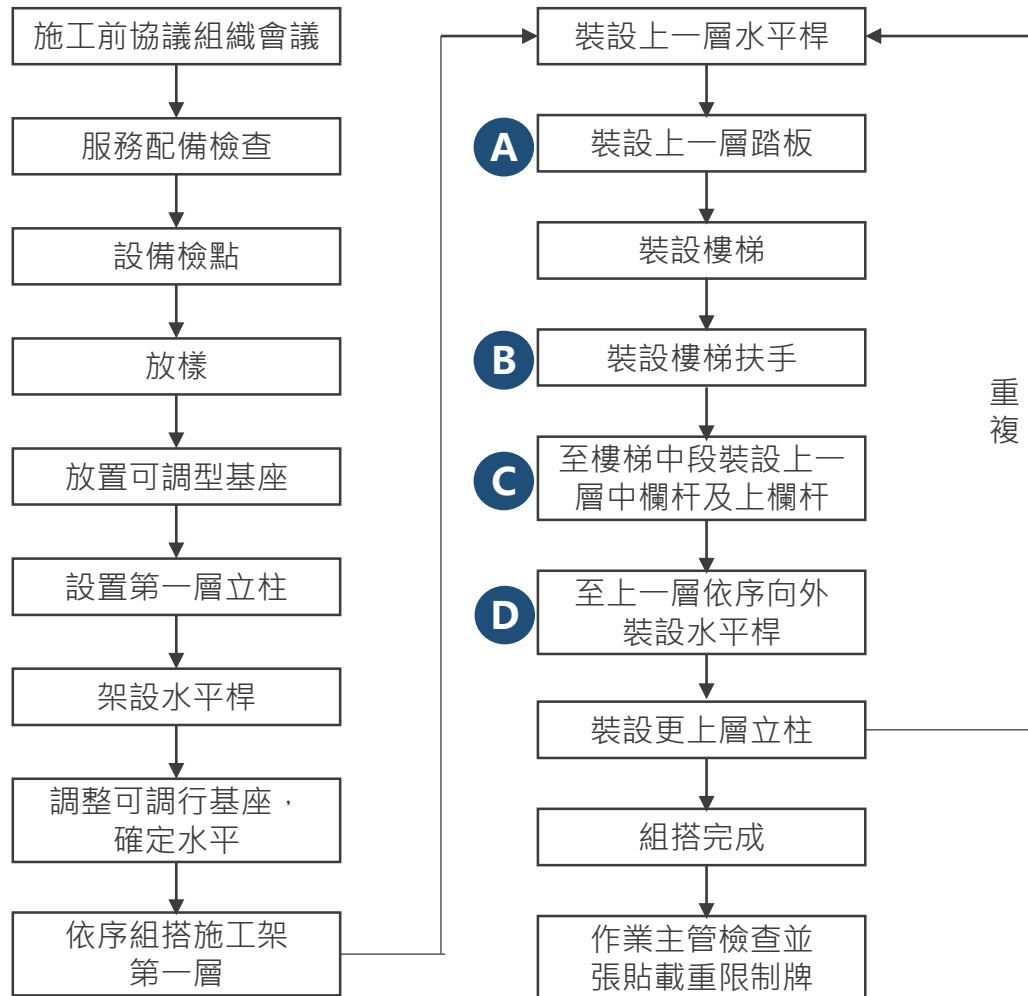 施工前協議組織會議
服務配備檢查
設備檢點
放樣
放置可調型基座
設置第一層立柱
架設水平桿
調整可調行基座，
確定水平
依序組搭施工架
第一層
裝設上一層水平桿
A
裝設上一層踏板
裝設樓梯
B
裝設樓梯扶手
C
至樓梯中段裝設上一
層中欄杆及上欄杆
D
至上一層依序向外
裝設水平桿
裝設更上層立柱
組搭完成
作業主管檢查並
張貼載重限制牌
重
複